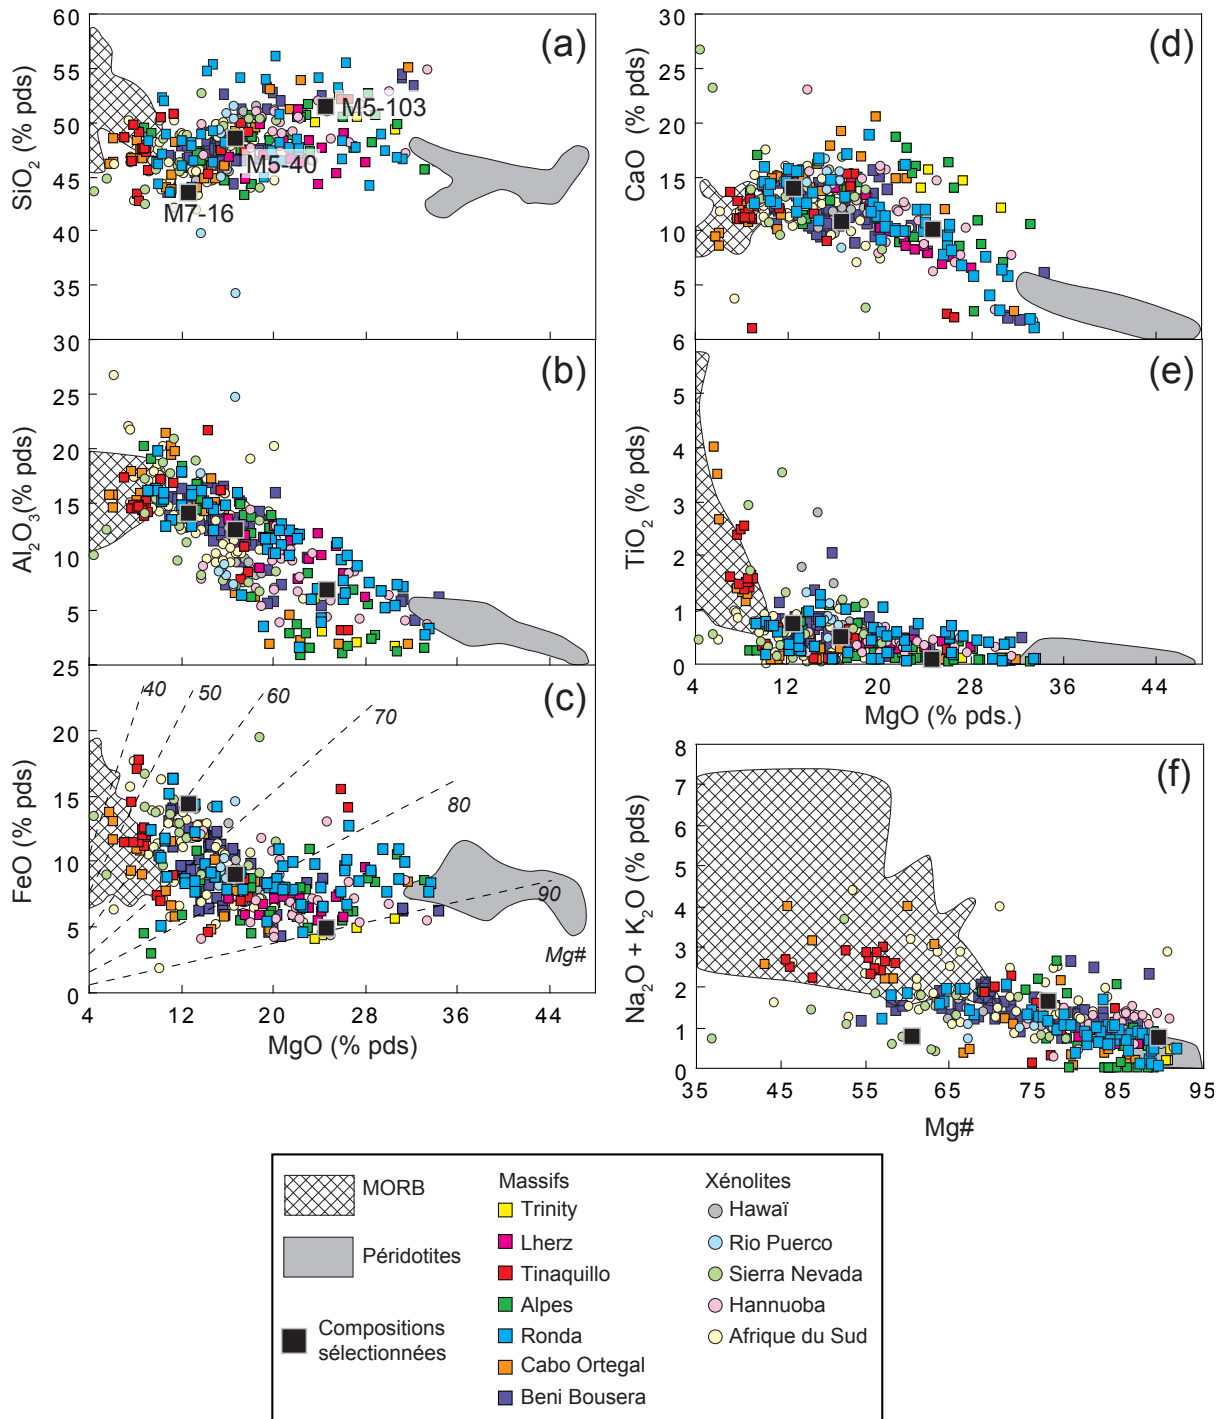 60
55
50
45
40
35
30
SiO2 (% pds)
(a)
M5-103
M5-40
M7-16
25
20
15
10
5
25
Al2O3(% pds)
(b)
20
15
10
5
0
FeO (% pds)
(c)
40
50
60
70
80
90
Mg#
4
12
20
28
36
44
MgO (% pds)
30
25
20
15
10
5
6
CaO (% pds)
(d)
5
4
3
2
1
0
TiO2 (% pds)
(e)
4
12
20
28
36
44
MgO (% pds.)
8
7
6
5
4
3
2
1
0
Na2O + K2O (% pds)
(f)
35
45
55
65
75
85
95
Mg#
MORB
Péridotites
Compositions
sélectionnées
Massifs
Trinity
Lherz
Tinaquillo
Alpes
Ronda
Cabo Ortegal
Beni Bousera
Xénolites
Hawaï
Rio Puerco
Sierra Nevada
Hannuoba
Afrique du Sud